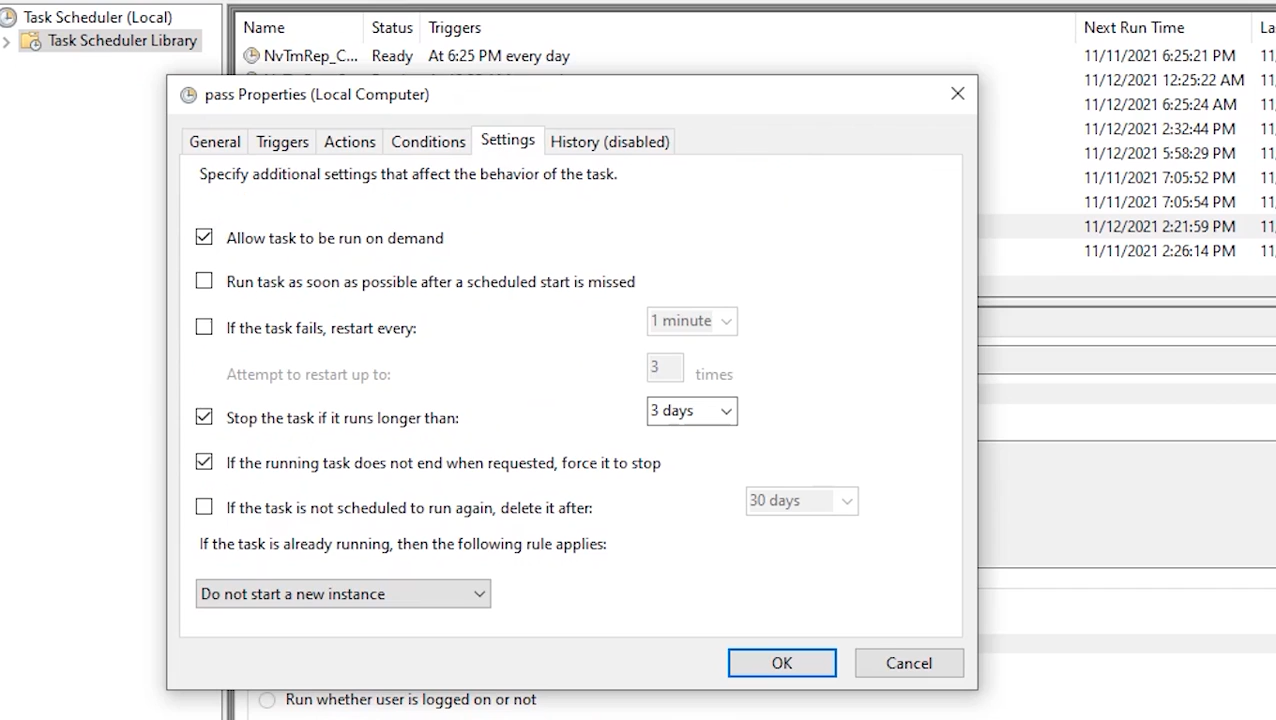 Task Scheduler (Local)
Task Scheduler Library
Name Status Triggers Next Run Time
NvTmRep_C... Ready At 6:25 PM every day 11/11/2021 6:25:21 PM
11/12/2021 12:25:22 AM
11/12/2021 6:25:24 AM
11/12/2021 2:32:44 PM
11/12/2021 5:58:29 PM
11/11/2021 7:05:52 PM
11/11/2021 7:05:54 PM
11/12/2021 2:21:59 PM
11/11/2021 2:26:14 PM
pass Properties (Local Computer)
General Triggers Actions Conditions Settings History (disabled)
Specify additional settings that affect the behavior of the task.
Allow task to be run on demand
Run task as soon as possible after a scheduled start is missed
If the task fails, restart every: 1 minute
Attempt to restart up to: 3 times
Stop the task if it runs longer than: 3 days
If the running task does not end when requested, force it to stop
If the task is not scheduled to run again, delete it after: 30 days
If the task is already running, then the following rule applies:
Do not start a new instance
OK Cancel
Run whether user is logged on or not